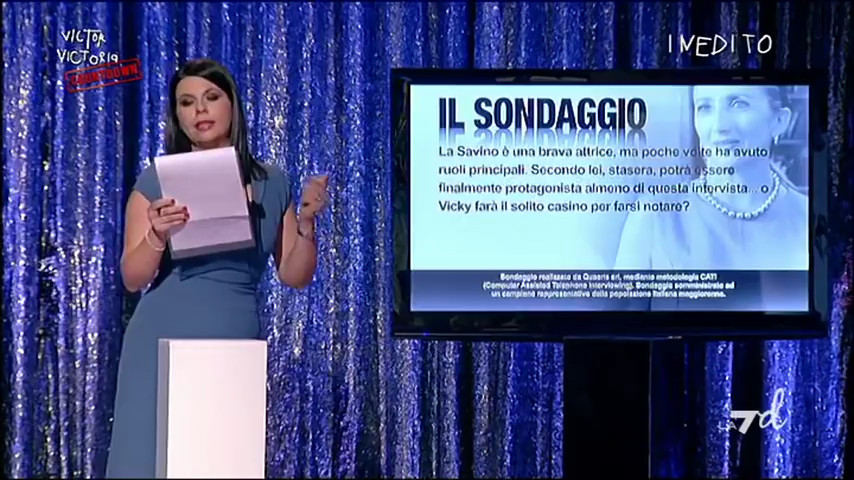 VICTOR
VICTORIA
COUNTDOWN
INEDITO
IL SONDAGGIO
La Savino è una brava attrice, ma poche volte ha avuto
ruoli principali. Secondo lei, stasera, potrà essere
finalmente protagonista almeno di questa intervista... o
Vicky farà il solito casino per farsi notare?
Sondaggio realizzato da Quaeris srl, mediante metodologia CATI
(Computer Assisted Telephone Interviewing). Sondaggio somministrato ad
un campione rappresentativo della popolazione italiana maggiorenne.
LA7d